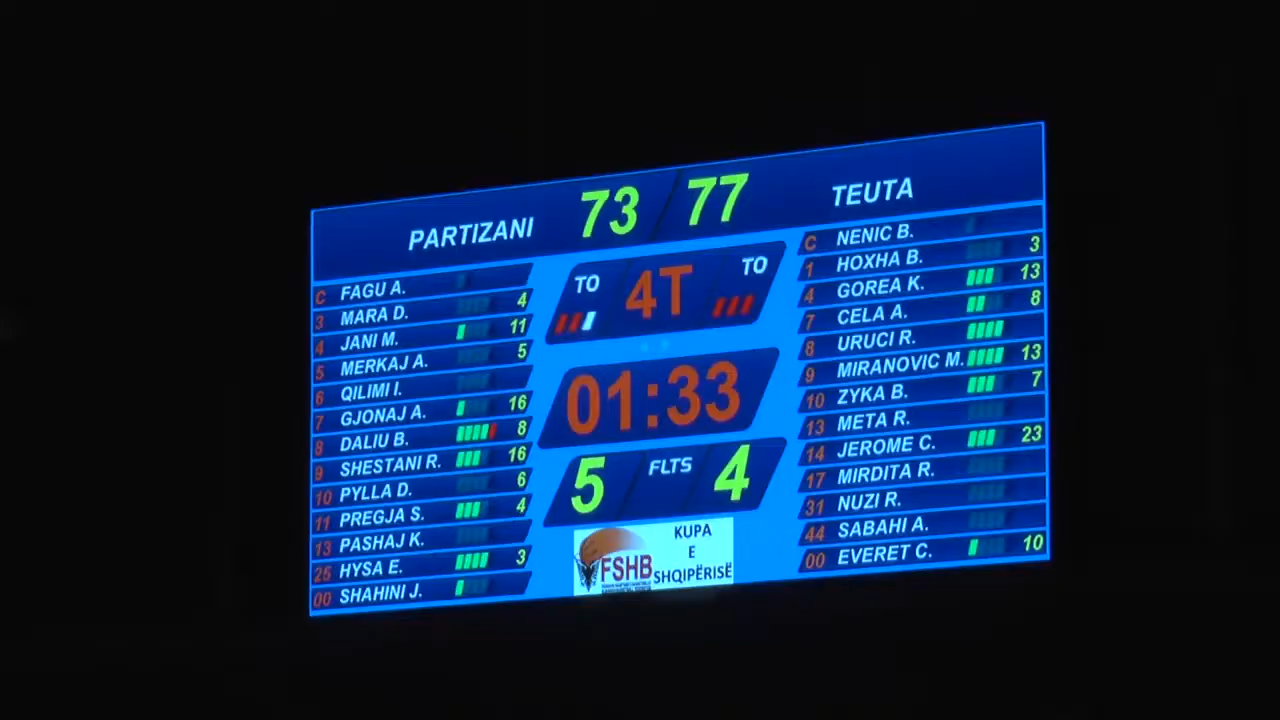 PARTIZANI 73 77 TEUTA
C FAGU A.
3 MARA D. 4
4 JANI M. 11
5 MERKAJ A. 5
6 QILIMI I.
7 GJONAJ A. 16
8 DALIU B. 8
9 SHESTANI R. 16
10 PYLLA D. 6
11 PREGJA S. 4
13 PASHAJ K.
25 HYSA E. 3
00 SHAHINI J.
TO 4T TO
01:33
5 FLTS 4
FSHB
KUPA
E
SHQIPËRISË
C NENIC B.
1 HOXHA B. 3
4 GOREA K. 13
7 CELA A. 8
8 URUCI R.
9 MIRANOVIC M. 13
10 ZYKA B. 7
13 META R.
14 JEROME C. 23
17 MIRDITA R.
31 NUZI R.
44 SABAHI A.
00 EVERET C. 10